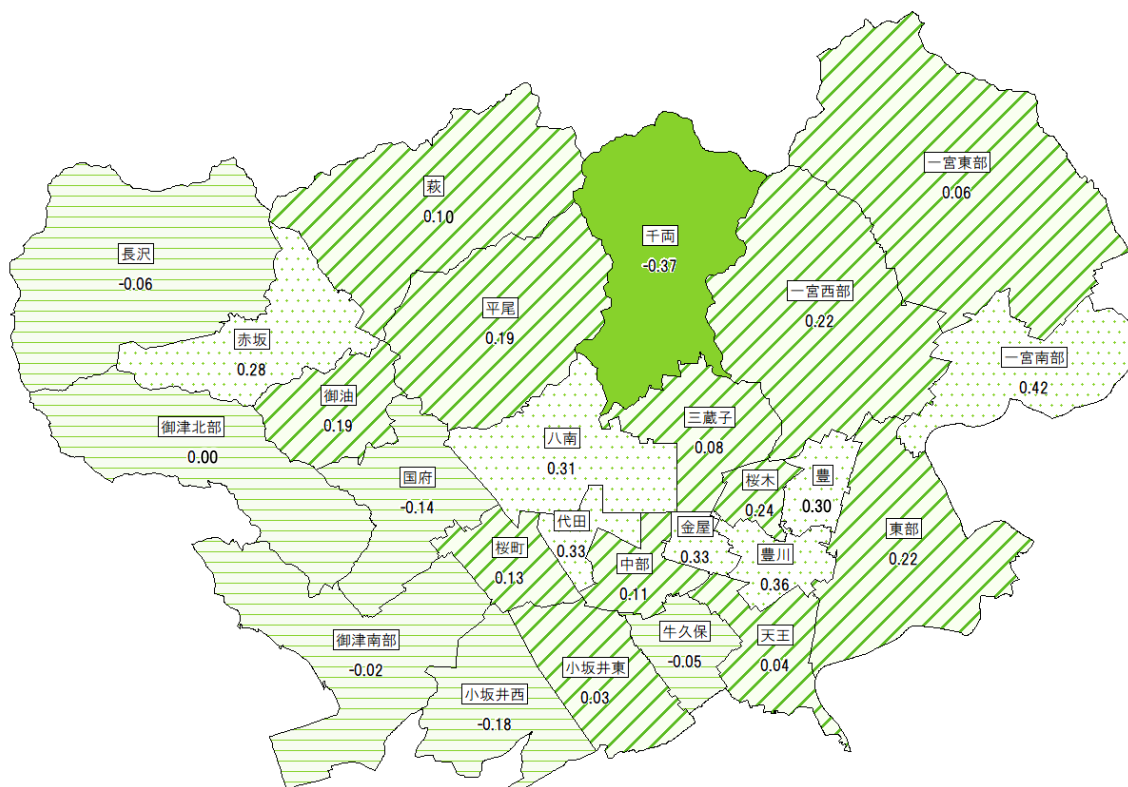 一宮東部
0.06
萩
0.10
千両
-0.37
長沢
-0.06
一宮西部
0.22
平尾
0.19
赤坂
0.28
一宮南部
0.42
御油
0.19
三蔵子
0.08
御津北部
0.00
八南
0.31
豊
0.30
国府
-0.14
桜木
0.24
代田
0.33
金屋
0.33
東部
0.22
桜町
0.13
豊川
0.36
中部
0.11
牛久保
-0.05
天王
0.04
御津南部
-0.02
小坂井東
0.03
小坂井西
-0.18